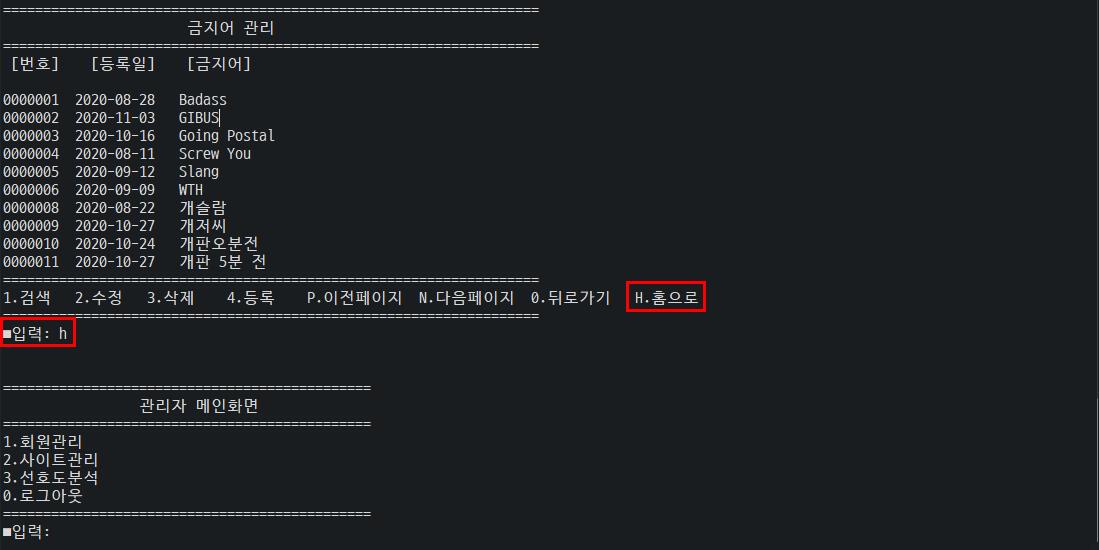 ===================================================================
금지어 관리
===================================================================
[번호] [등록일] [금지어]
0000001 2020-08-28 Badass
0000002 2020-11-03 GIBUS
0000003 2020-10-16 Going Postal
0000004 2020-08-11 Screw You
0000005 2020-09-12 Slang
0000006 2020-09-09 WTH
0000008 2020-08-22 개슬람
0000009 2020-10-27 개저씨
0000010 2020-10-24 개판오분전
0000011 2020-10-27 개판 5분 전
===================================================================
1.검색 2.수정 3.삭제 4.등록 P.이전페이지 N.다음페이지 0.뒤로가기 H.홈으로
===================================================================
■입력: h
==============================================
관리자 메인화면
==============================================
1.회원관리
2.사이트관리
3.선호도분석
0.로그아웃
==============================================
■입력: